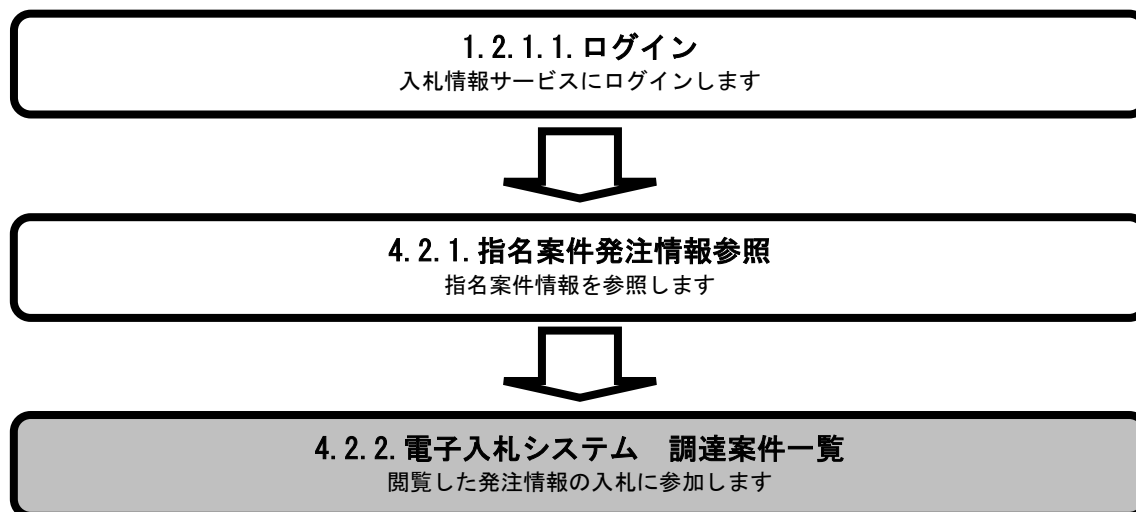 1.2.1.1.ログイン
入札情報サービスにログインします
4.2.1.指名案件発注情報参照
指名案件情報を参照します
4.2.2.電子入札システム　調達案件一覧
閲覧した発注情報の入札に参加します